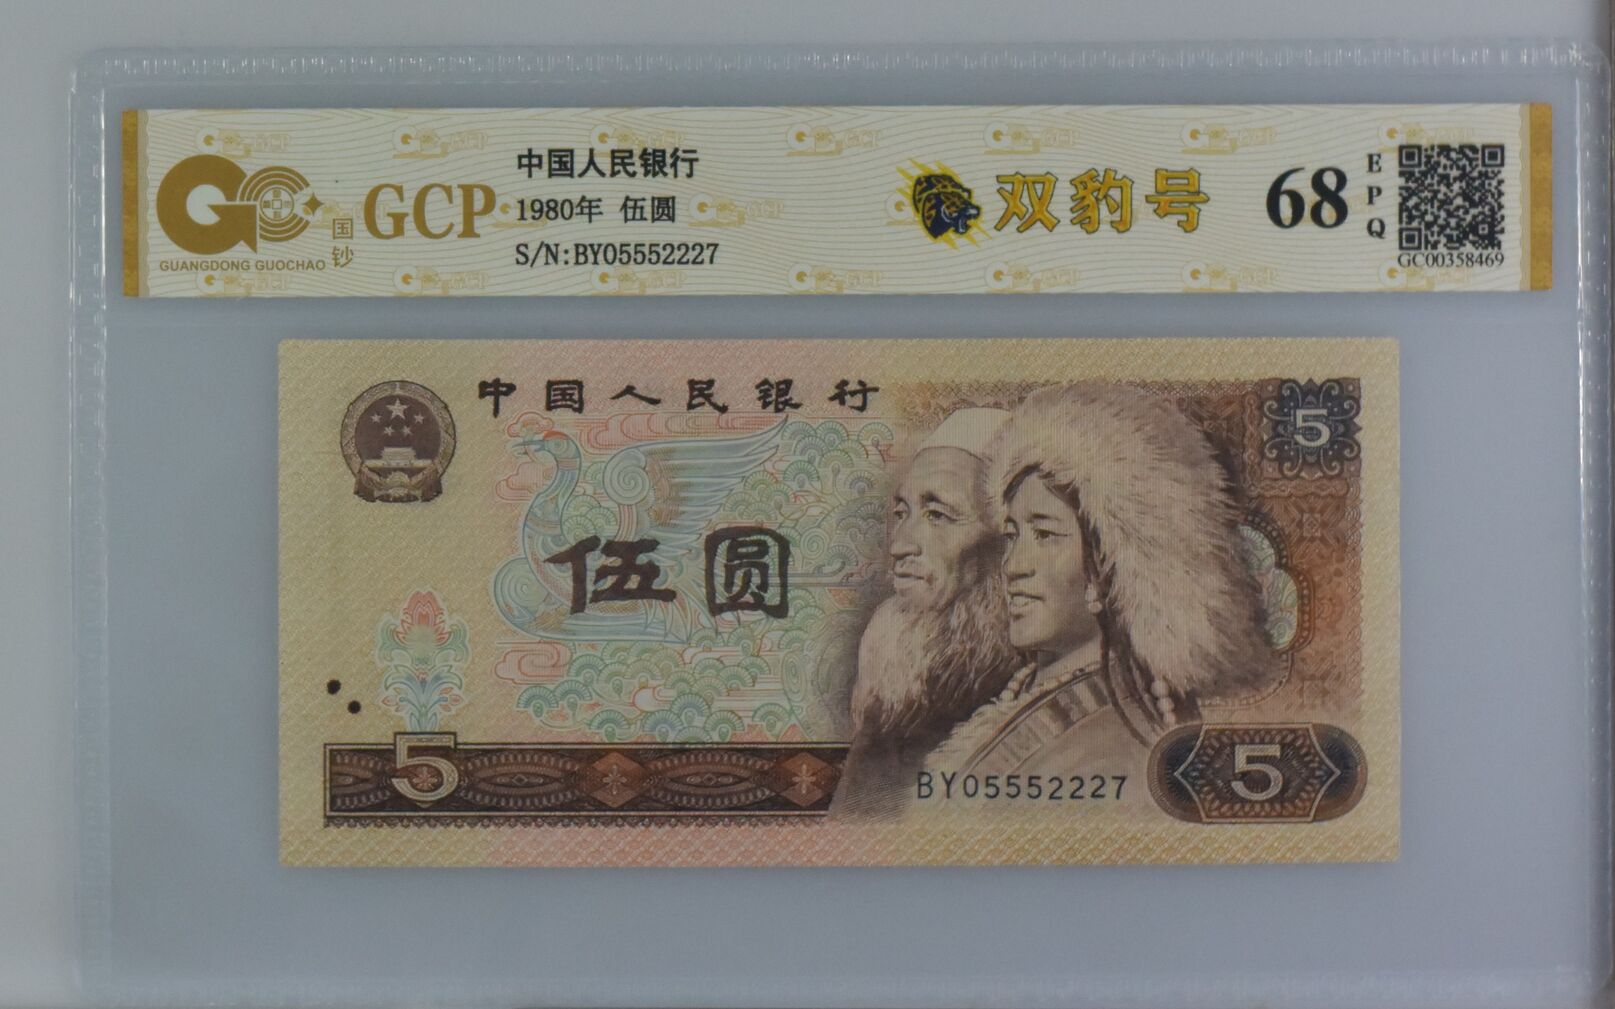 国钞
GUANGDONG GUOCHAO
GCP
中国人民银行
1980年 伍圆
S/N:BY05552227
双豹号
68
EPQ
GC00358469
中国人民银行
5
伍圆
5
BY05552227
5